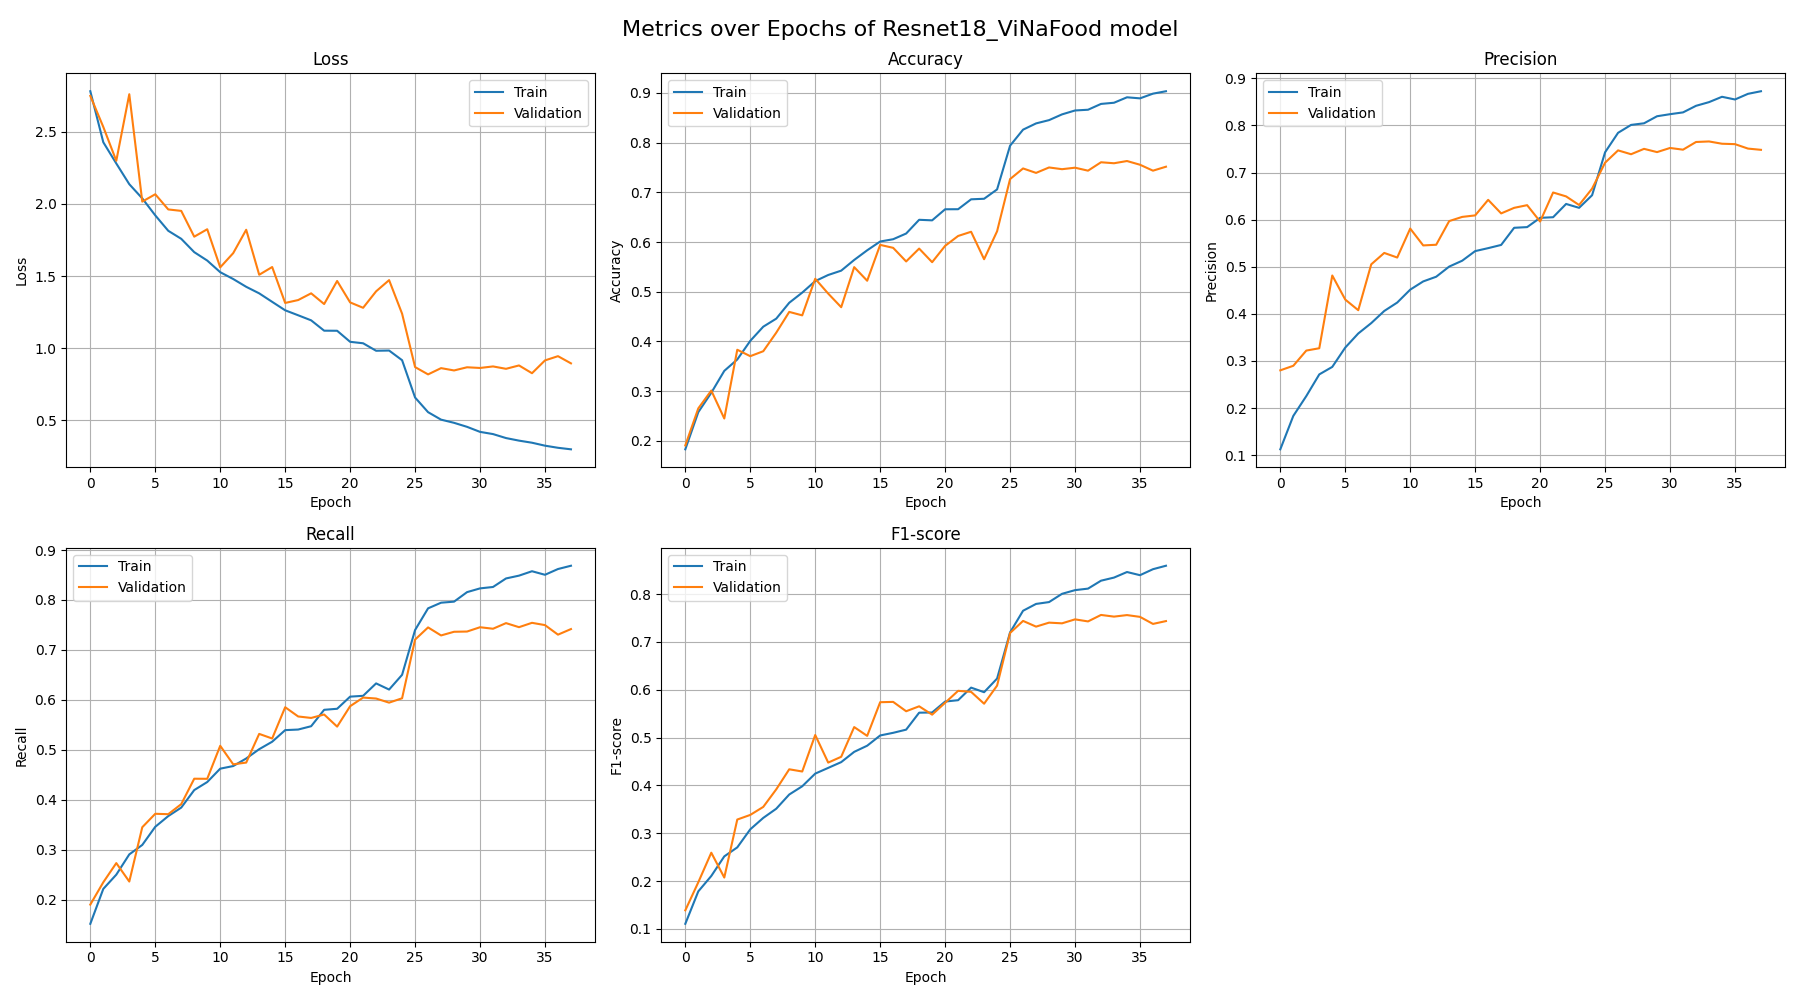 Metrics over Epochs of Resnet18_ViNaFood model
Loss
Train
Validation
Loss
2.5
2.0
1.5
1.0
0.5
0 5 10 15 20 25 30 35
Epoch
Accuracy
Train
Validation
Accuracy
0.9
0.8
0.7
0.6
0.5
0.4
0.3
0.2
0 5 10 15 20 25 30 35
Epoch
Precision
Train
Validation
Precision
0.9
0.8
0.7
0.6
0.5
0.4
0.3
0.2
0.1
0 5 10 15 20 25 30 35
Epoch
Recall
Train
Validation
Recall
0.9
0.8
0.7
0.6
0.5
0.4
0.3
0.2
0 5 10 15 20 25 30 35
Epoch
F1-score
Train
Validation
F1-score
0.8
0.7
0.6
0.5
0.4
0.3
0.2
0.1
0 5 10 15 20 25 30 35
Epoch